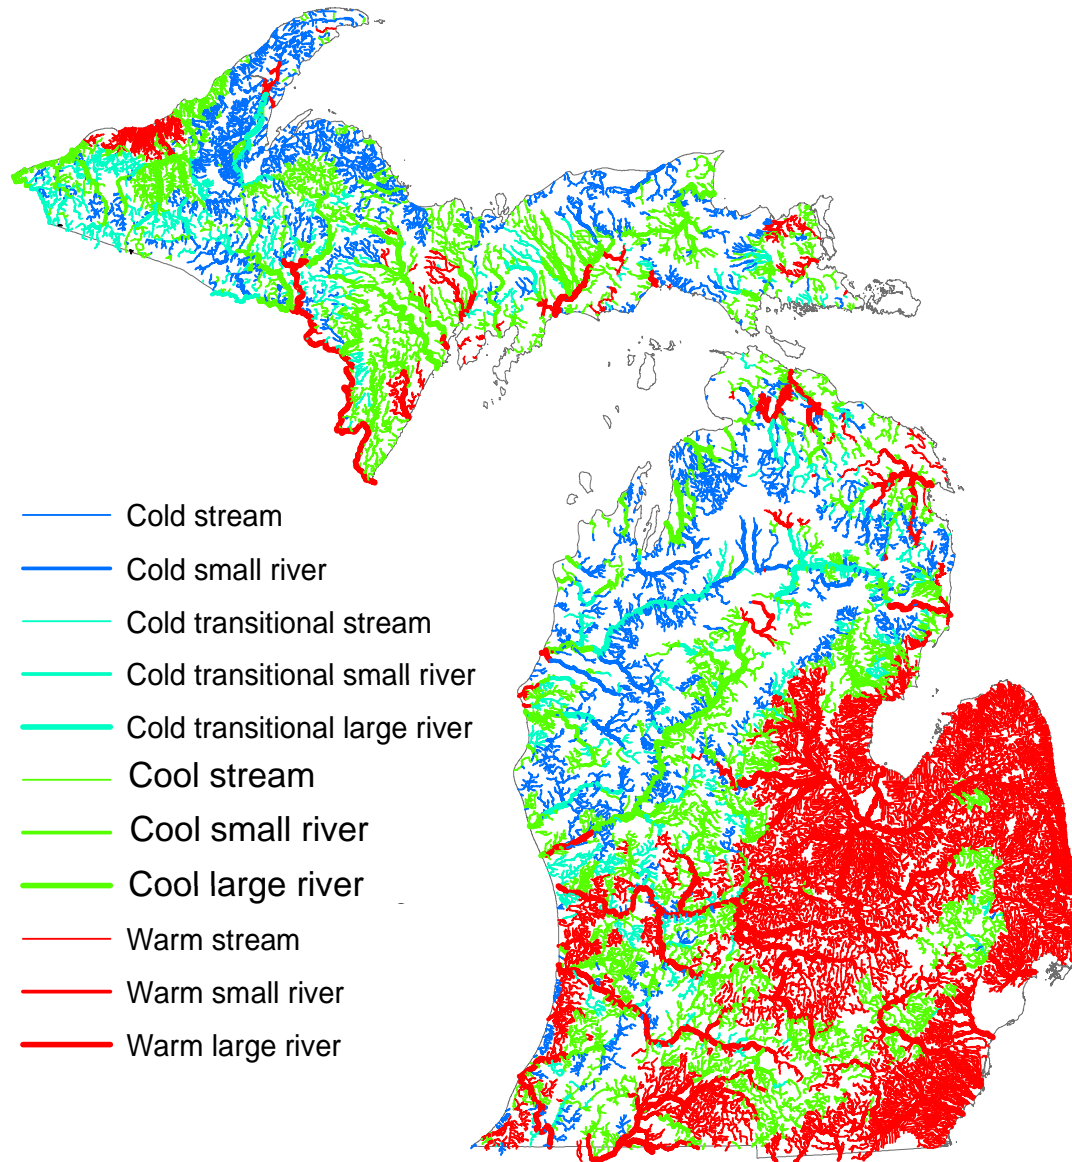 Cold stream
Cold small river
Cold transitional stream
Cold transitional small river
Cold transitional large river
Cool stream
Cool small river
Cool large river
Warm stream
Warm small river
Warm large river